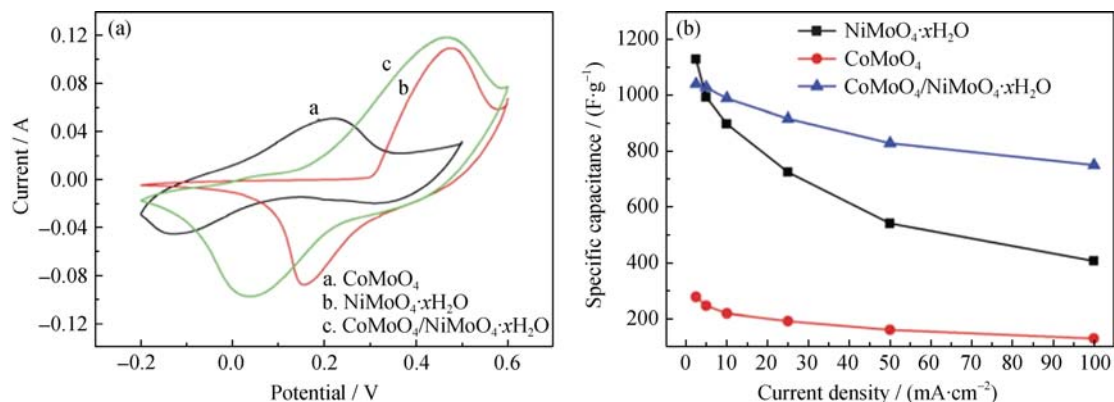 (a)
0.12
0.08
0.04
0.00
−0.04
−0.08
−0.12
Current / A
a
b
c
a. CoMoO₄
b. NiMoO₄·xH₂O
c. CoMoO₄/NiMoO₄·xH₂O
−0.2 0.0 0.2 0.4 0.6
Potential / V
(b)
NiMoO₄·xH₂O
CoMoO₄
CoMoO₄/NiMoO₄·xH₂O
1200
1000
800
600
400
200
Specific capacitance / (F·g⁻¹)
0 10 20 30 40 50 60 70 80 90 100
Current density / (mA·cm⁻²)